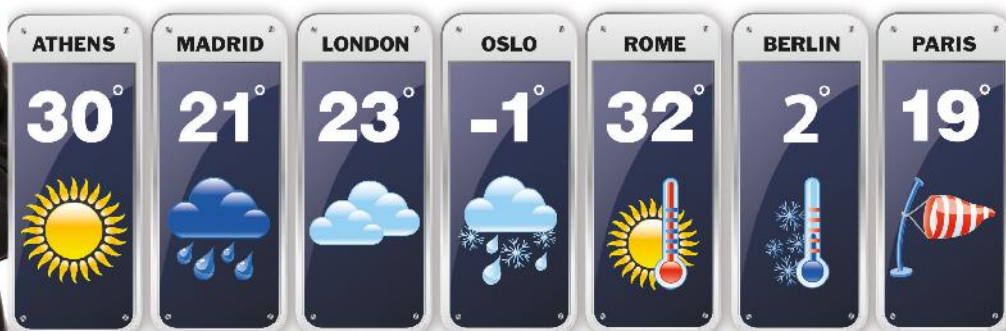 ATHENS
30°
MADRID
21°
LONDON
23°
OSLO
-1°
ROME
32°
BERLIN
2°
PARIS
19°